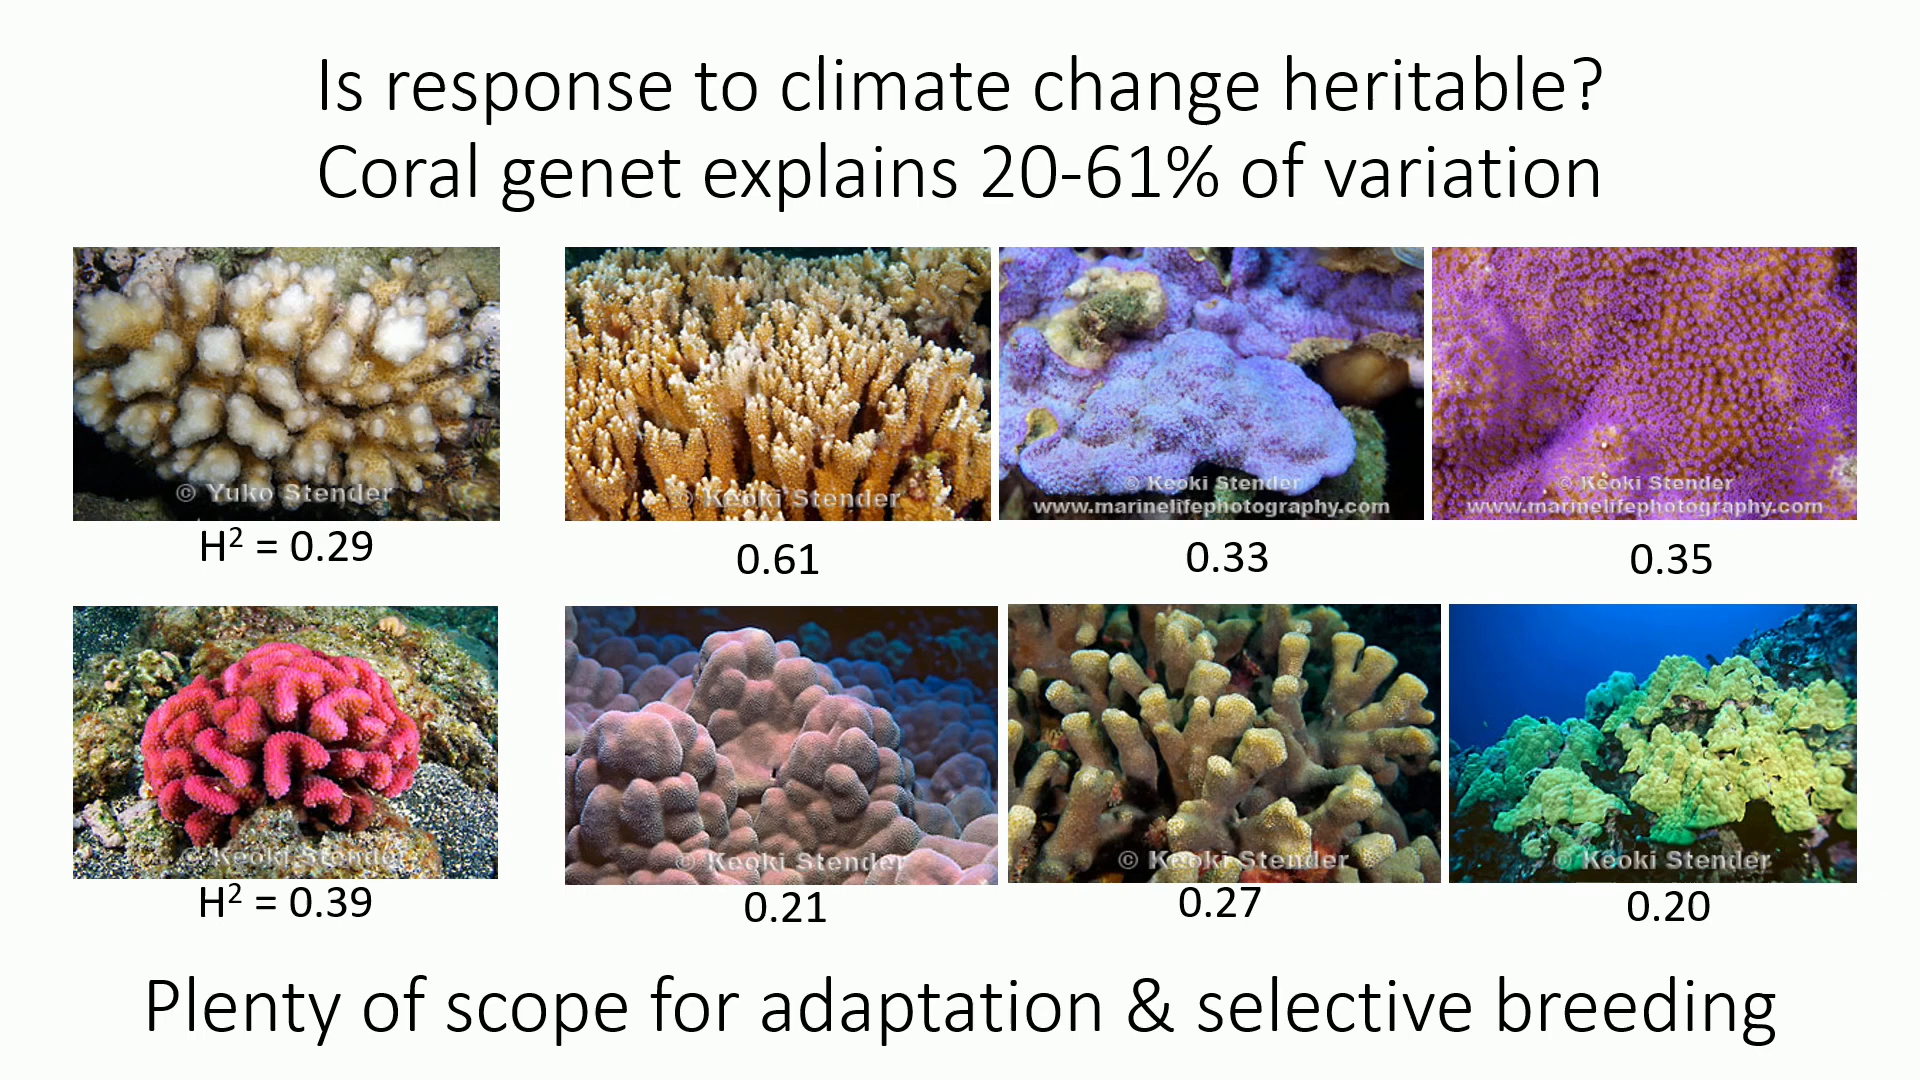 Is response to climate change heritable?
Coral genet explains 20-61% of variation
© Yuko Stender
© Keoki Stender
© Keoki Stender
www.marinelifephotography.com
© Keoki Stender
www.marinelifephotography.com
H² = 0.29
0.61
0.33
0.35
© Keoki Stender
© Keoki Stender
© Keoki Stender
© Keoki Stender
H² = 0.39
0.21
0.27
0.20
Plenty of scope for adaptation & selective breeding